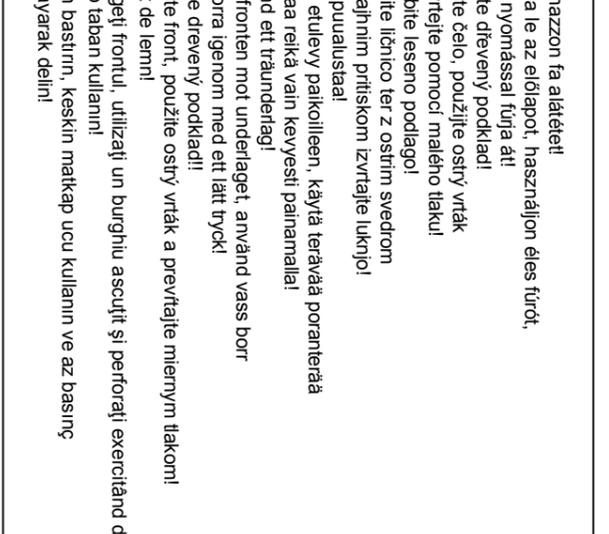 nazzon fa alátétet!
a le az előlapot, használjon éles fúrót,
nyomással fúrja át!
te dřevený podklad!
te čelo, použijte ostrý vrták
rtejte pomocí malého tlaku!
bite leseno podlago!
ite ličnico ter z ostrim svedrom
ajhnim pritiskom izvrtajte luknjo!
puualustaa!
etulevy paikoilleen, käytä terävää poranterää
aa reikä vain kevyesti painamalla!
d ett träunderlag!
fronten mot underlaget, använd vass borr
orra igenom med ett lätt tryck!
e drevený podklad!!
te front, použite ostrý vrták a prevŕtajte miernym tlakom!
de lemn!
geţi frontul, utilizaţi un burghiu ascuţit şi perforaţi exercitând d
taban kullanın!
n bastırın, keskin matkap ucu kullanın ve az basınç
yarak delin!